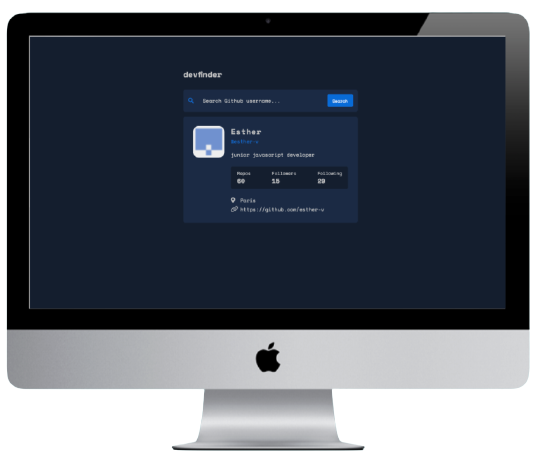 devfinder
Search Github username... Search
Esther
@esther-v
junior javascript developer
Repos Followers Following
60 15 29
Paris
https://github.com/esther-v